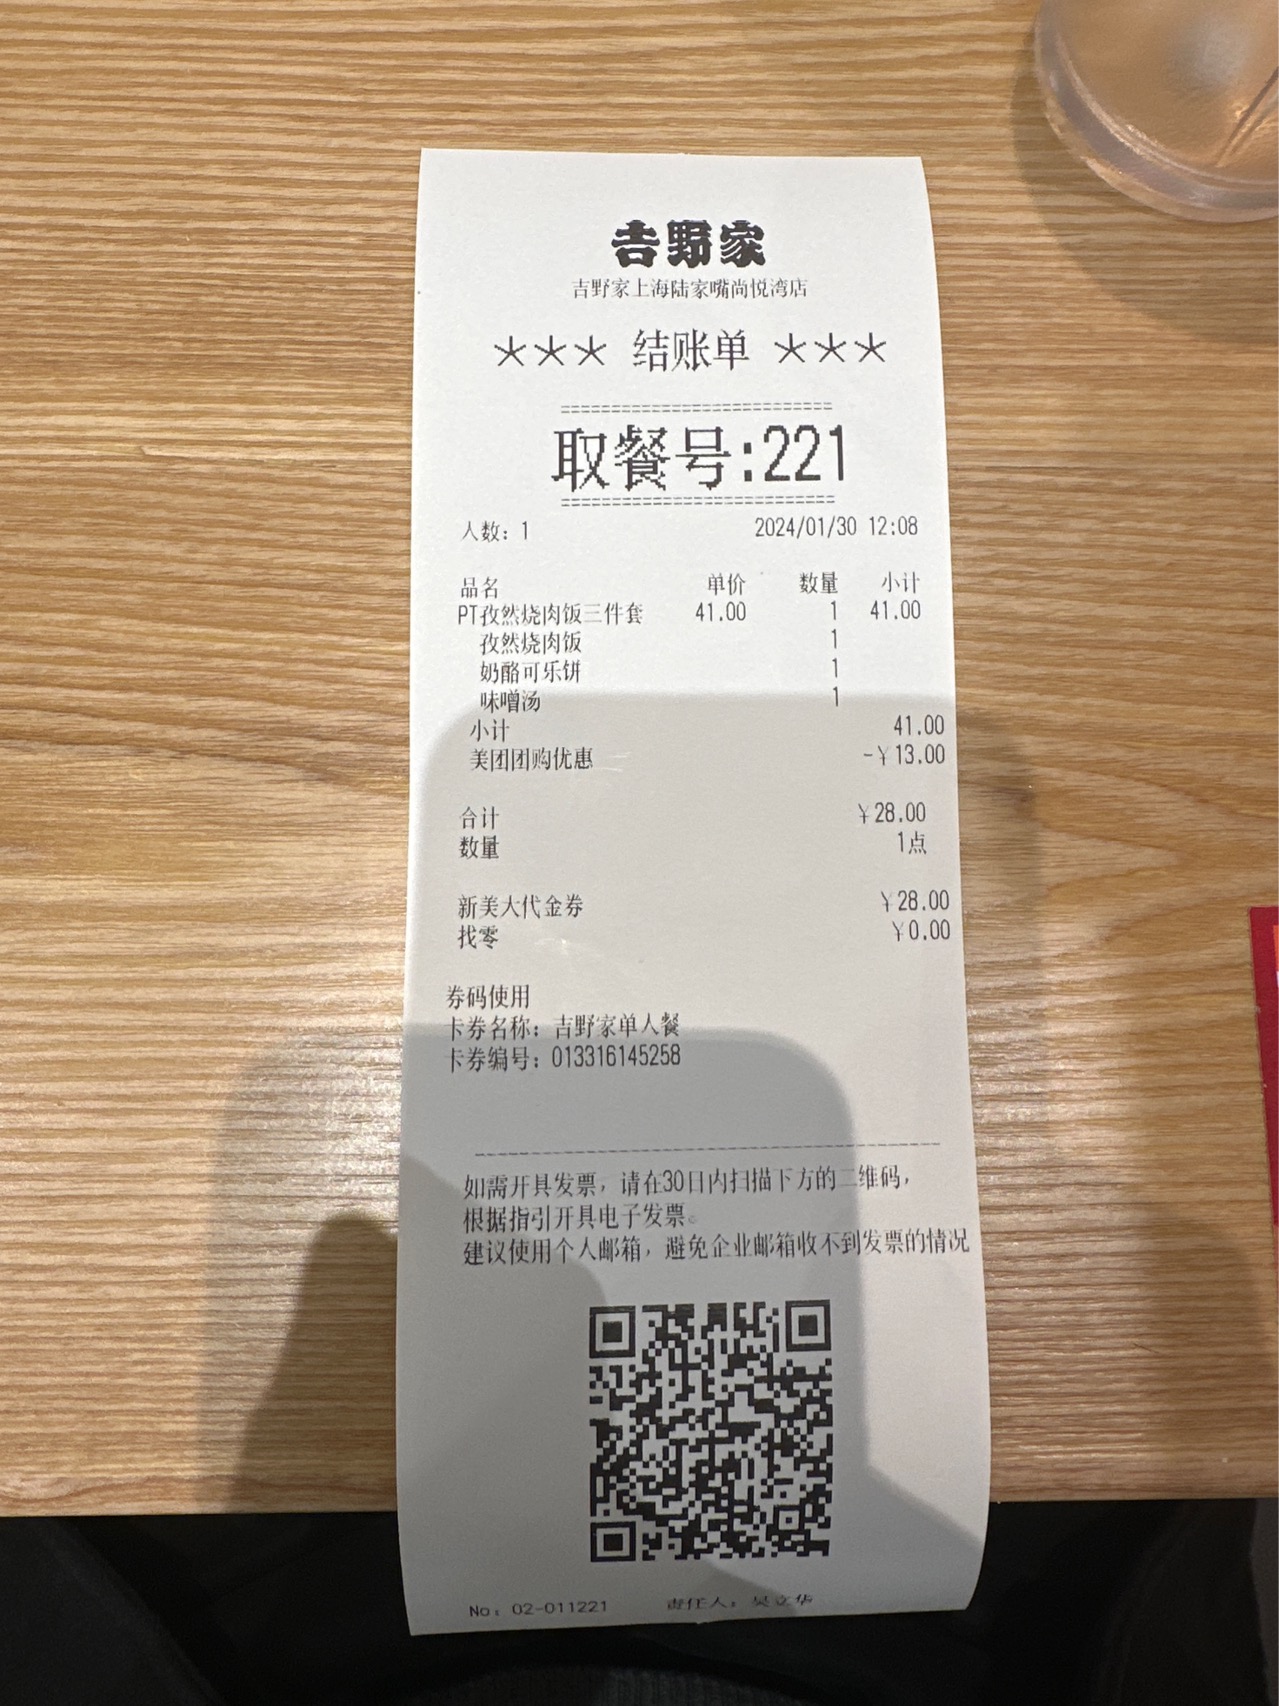 吉野家
吉野家上海陆家嘴尚悦湾店
*** 结账单 ***
==========================
取餐号:221
==========================
人数: 1 2024/01/30 12:08
品名 单价 数量 小计
PT孜然烧肉饭三件套 41.00 1 41.00
孜然烧肉饭 1
奶酪可乐饼 1
味噌汤 1
小计 41.00
美团团购优惠 -¥13.00
合计 ¥28.00
数量 1点
新美大代金券 ¥28.00
找零 ¥0.00
券码使用
卡券名称: 吉野家单人餐
卡券编号: 013316145258
如需开具发票, 请在30日内扫描下方的二维码,
根据指引开具电子发票。
建议使用个人邮箱, 避免企业邮箱收不到发票的情况
No: 02-011221 责任人: 吴立华